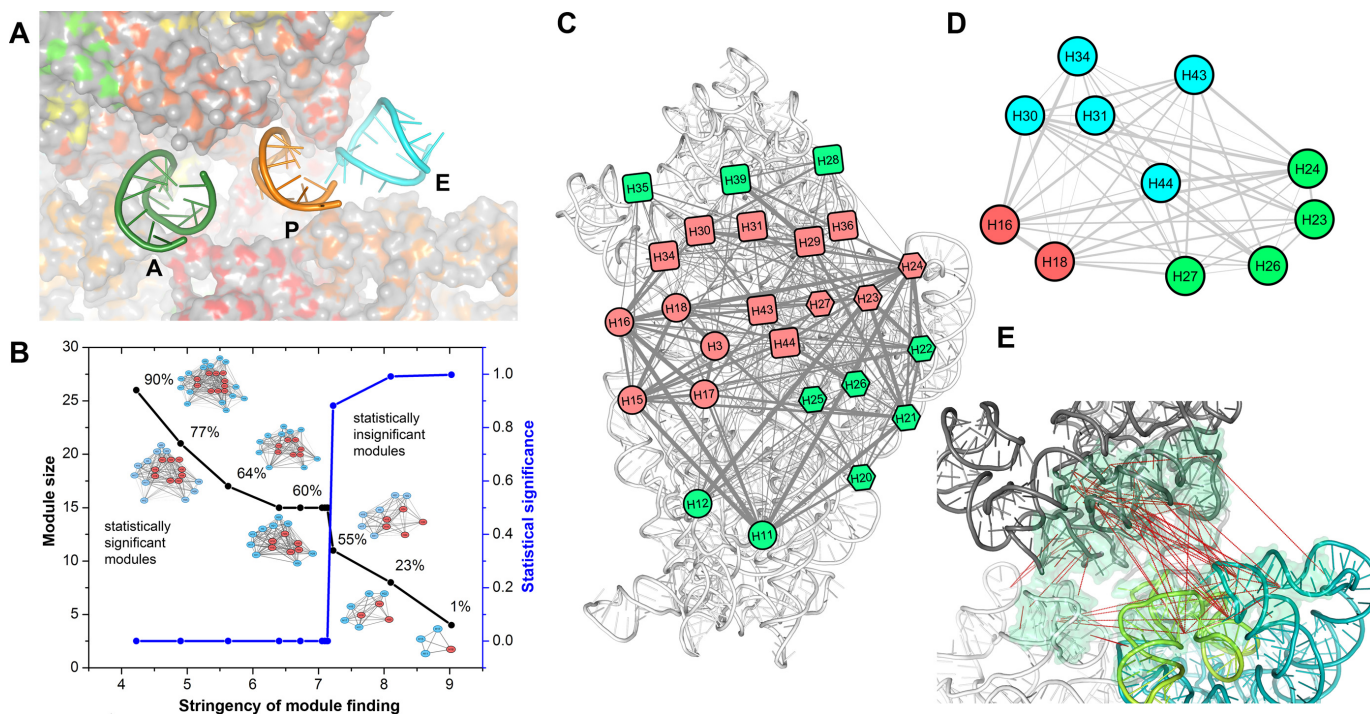 A
A
P
E
B
Module size
30
25
20
15
10
5
0
90%
77%
64%
60%
55%
23%
1%
statistically
significant
modules
statistically
insignificant
modules
1.0
0.8
0.6
0.4
0.2
0.0
Statistical significance
4 5 6 7 8 9
Stringency of module finding
C
H28
H39
H35
H30 H31 H36
H29
H34
H24
H18 H43 H27 H23
H16
H3 H44
H22
H15 H17 H25 H26
H21
H20
H12
H11
D
H34
H43
H30 H31
H24
H44
H23
H16
H18
H27 H26
E